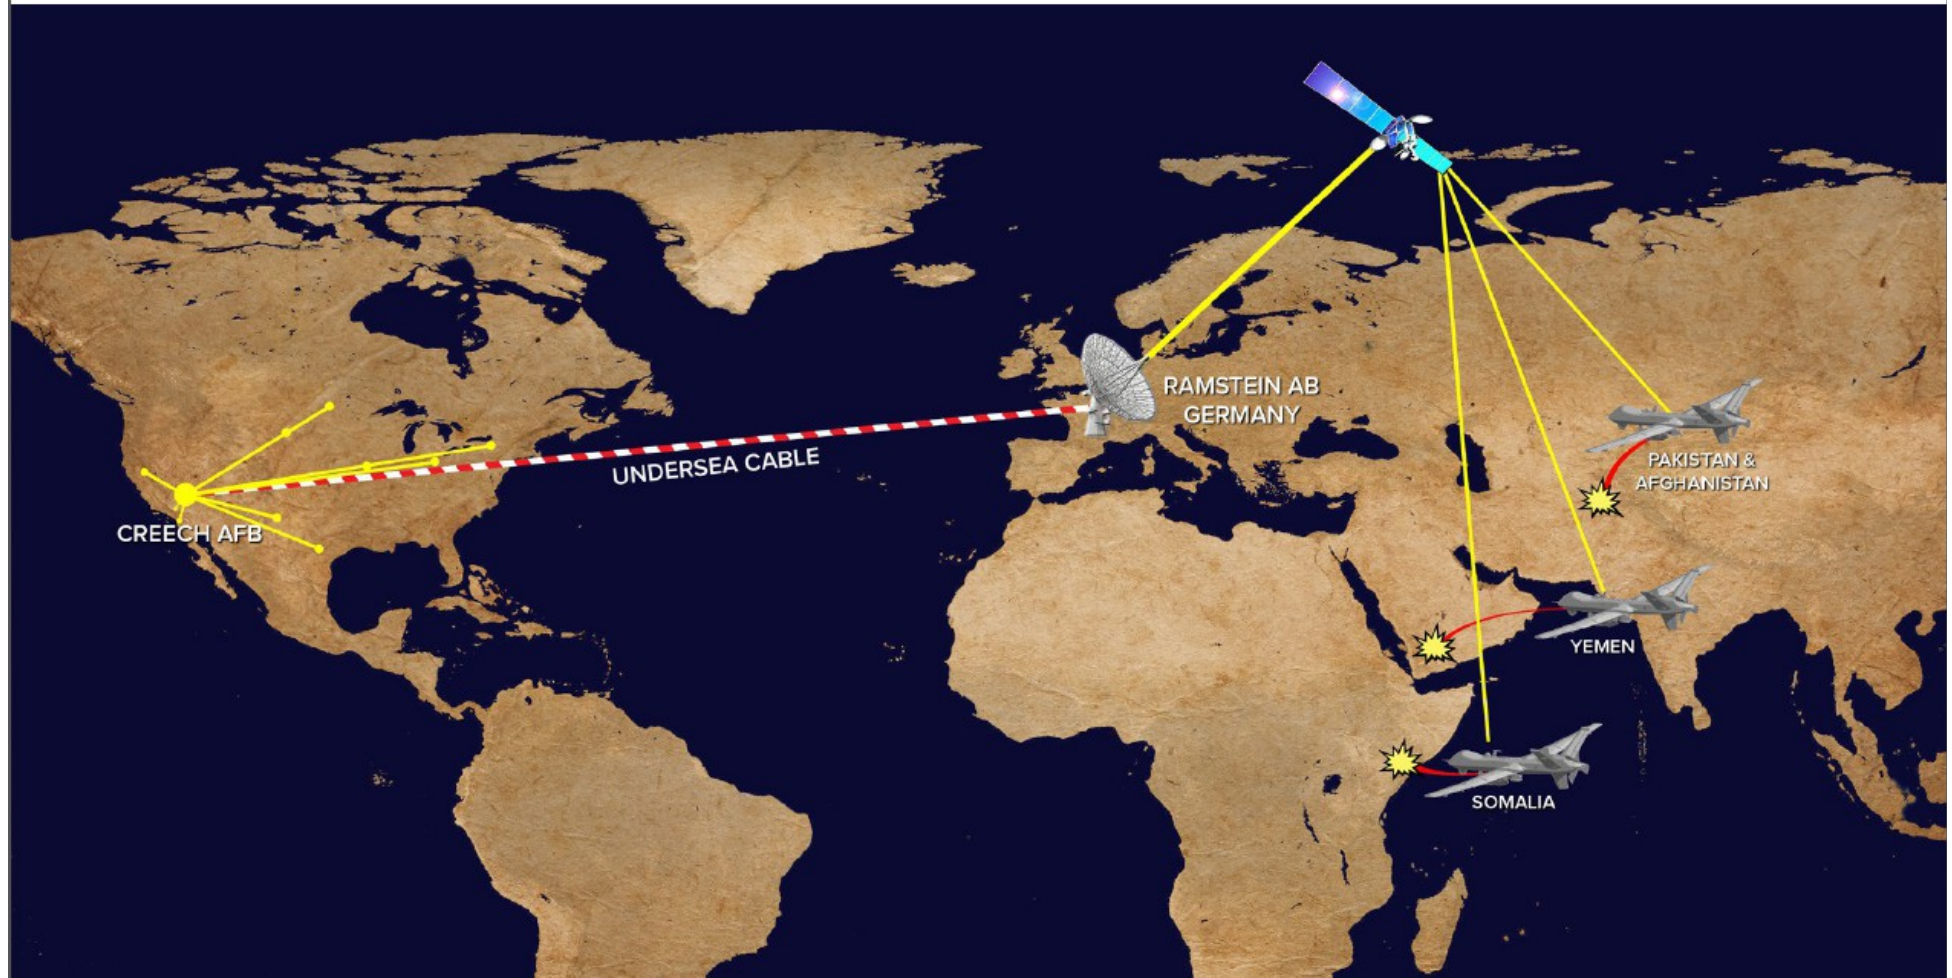 RAMSTEIN AB
GERMANY
UNDERSEA CABLE
CREECH AFB
PAKISTAN &
AFGHANISTAN
YEMEN
SOMALIA